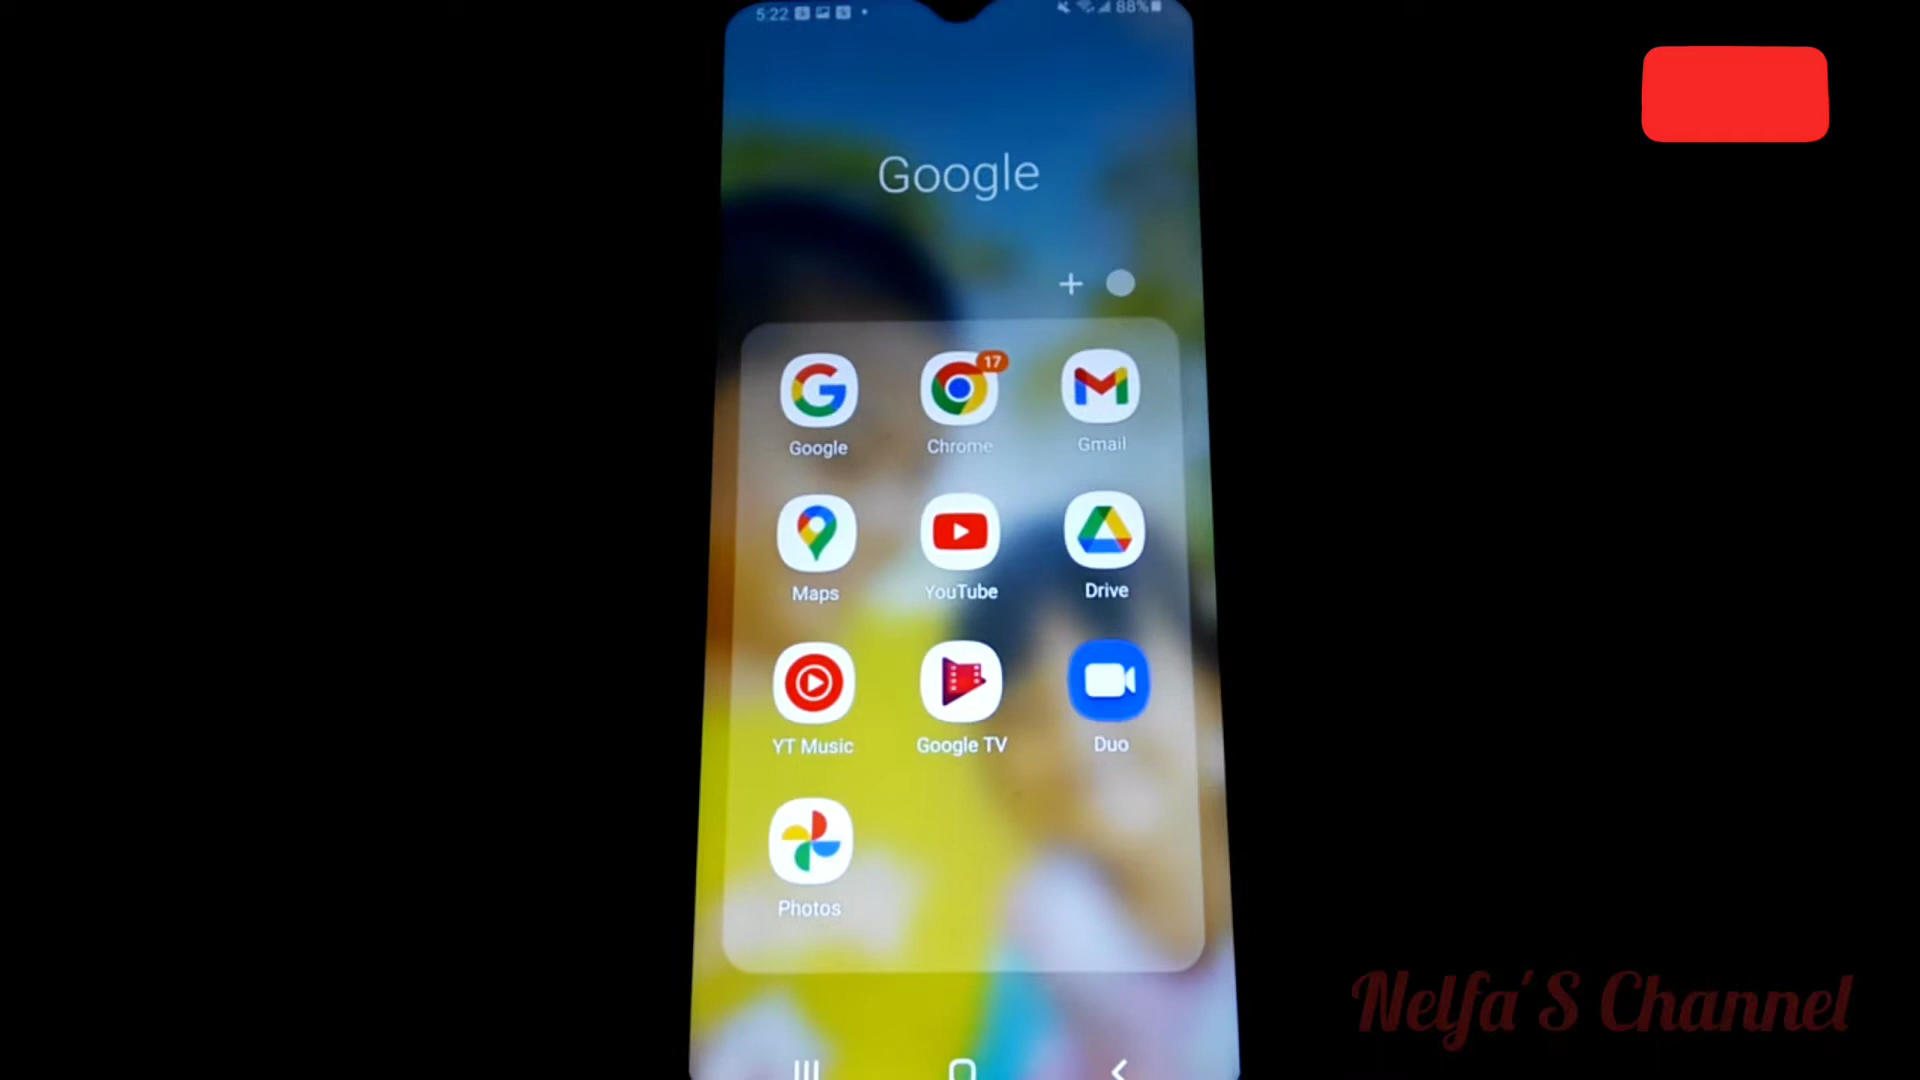 5:22
88%
Google
17
Google Chrome Gmail
Maps YouTube Drive
YT Music Google TV Duo
Photos
Nelfa'S Channel